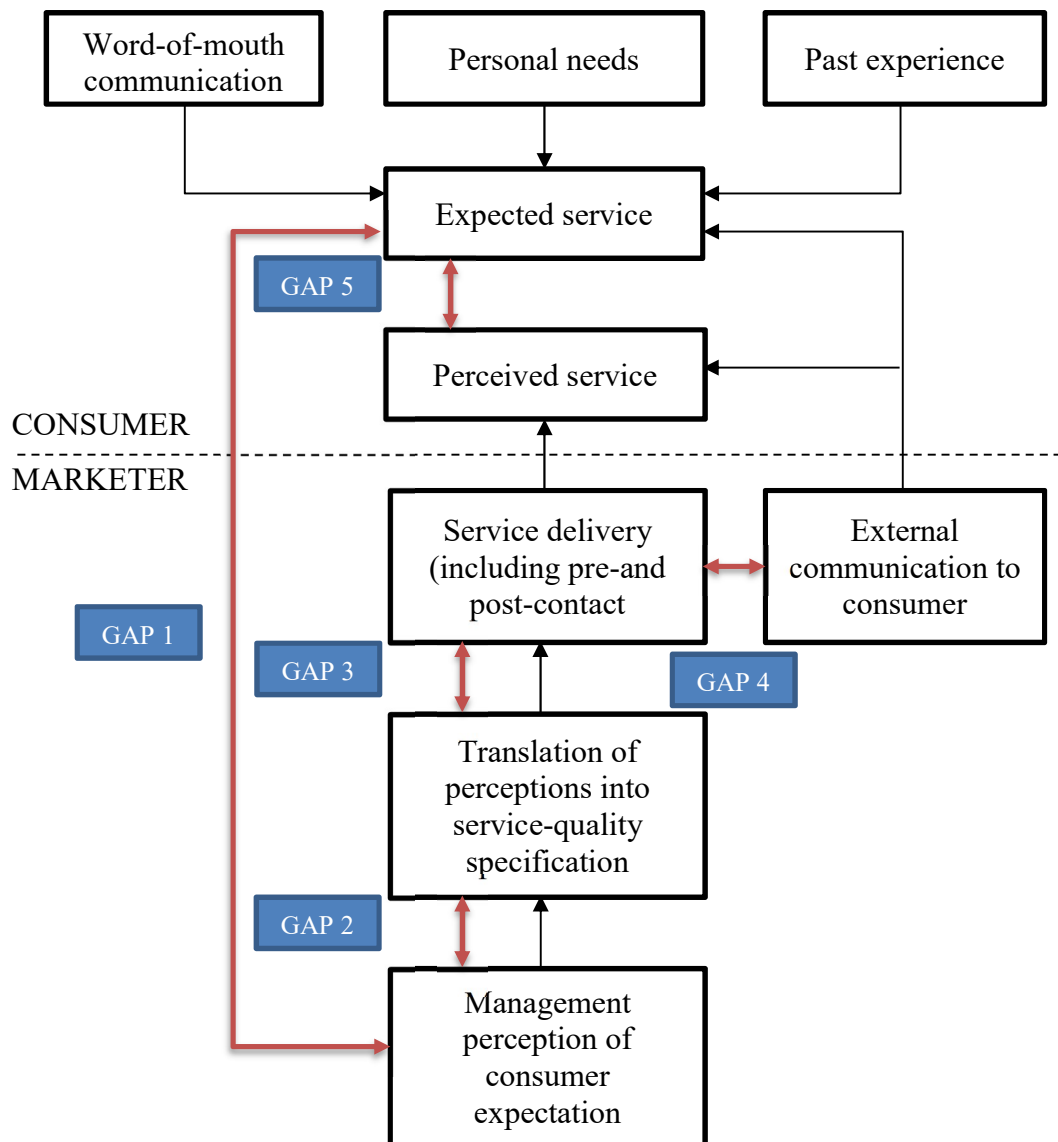 Word-of-mouth
communication
Personal needs
Past experience
Expected service
GAP 5
Perceived service
CONSUMER
MARKETER
Service delivery
(including pre-and
post-contact
External
communication to
consumer
GAP 1
GAP 3
GAP 4
Translation of
perceptions into
service-quality
specification
GAP 2
Management
perception of
consumer
expectation